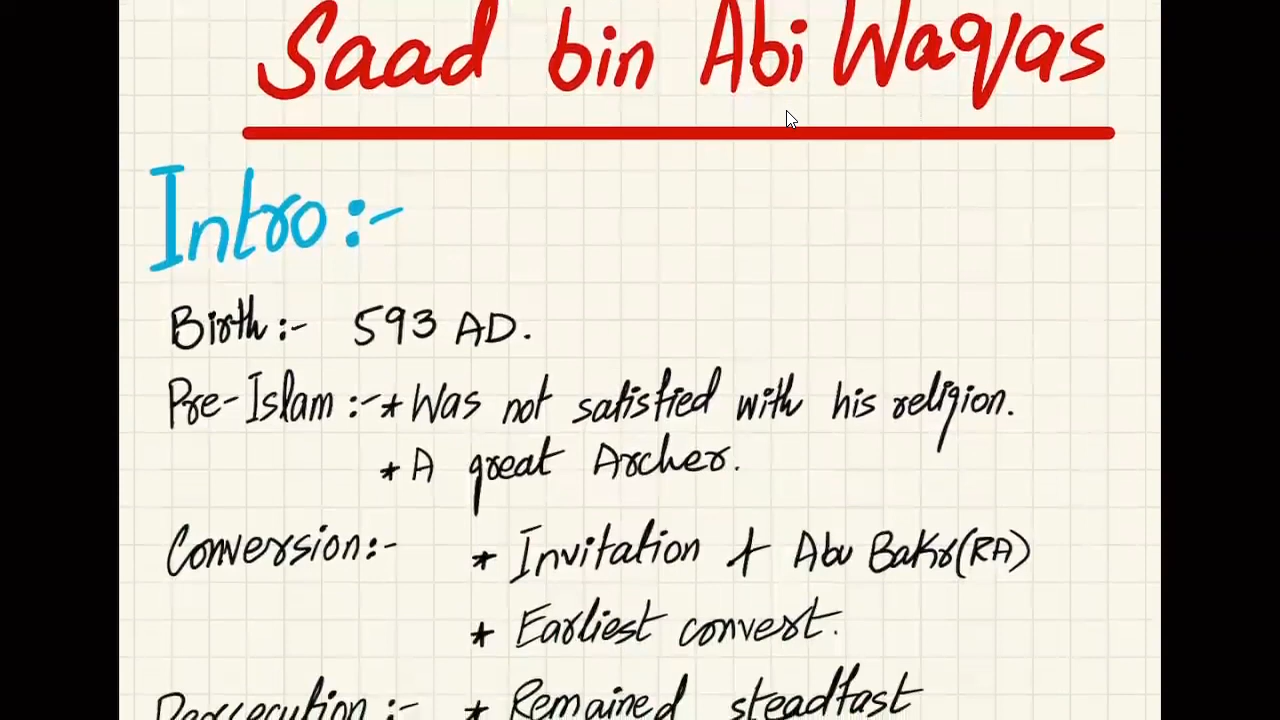 Saad bin Abi Waqas
Intro:-
Birth:- 593 AD.
Pre-Islam:- * Was not satisfied with his religion.
* A great Archer.
Conversion:- * Invitation + Abu Bakr(RA)
* Earliest convert.
Persecution:- * Remained steadfast